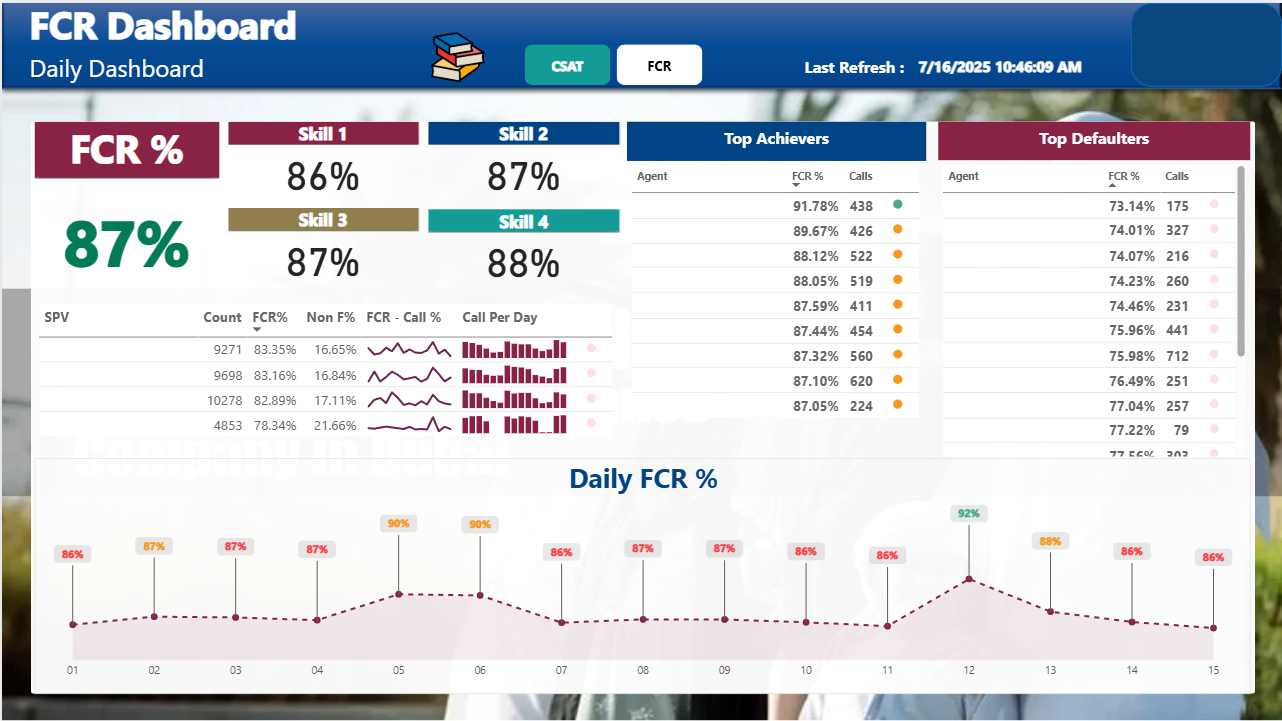 FCR Dashboard
Daily Dashboard
CSAT
FCR
Last Refresh : 7/16/2025 10:46:09 AM
FCR %
87%
Skill 1
86%
Skill 2
87%
Skill 3
87%
Skill 4
88%
SPV Count FCR% Non F% FCR - Call % Call Per Day
9271 83.35% 16.65%
9698 83.16% 16.84%
10278 82.89% 17.11%
4853 78.34% 21.66%
Top Achievers
Agent FCR % Calls
91.78% 438
89.67% 426
88.12% 522
88.05% 519
87.59% 411
87.44% 454
87.32% 560
87.10% 620
87.05% 224
Top Defaulters
Agent FCR % Calls
73.14% 175
74.01% 327
74.07% 216
74.23% 260
74.46% 231
75.96% 441
75.98% 712
76.49% 251
77.04% 257
77.22% 79
77.56% 303
Company in Dubai
Daily FCR %
86% 87% 87% 87% 90% 90% 86% 87% 87% 86% 86% 92% 88% 86% 86%
01 02 03 04 05 06 07 08 09 10 11 12 13 14 15